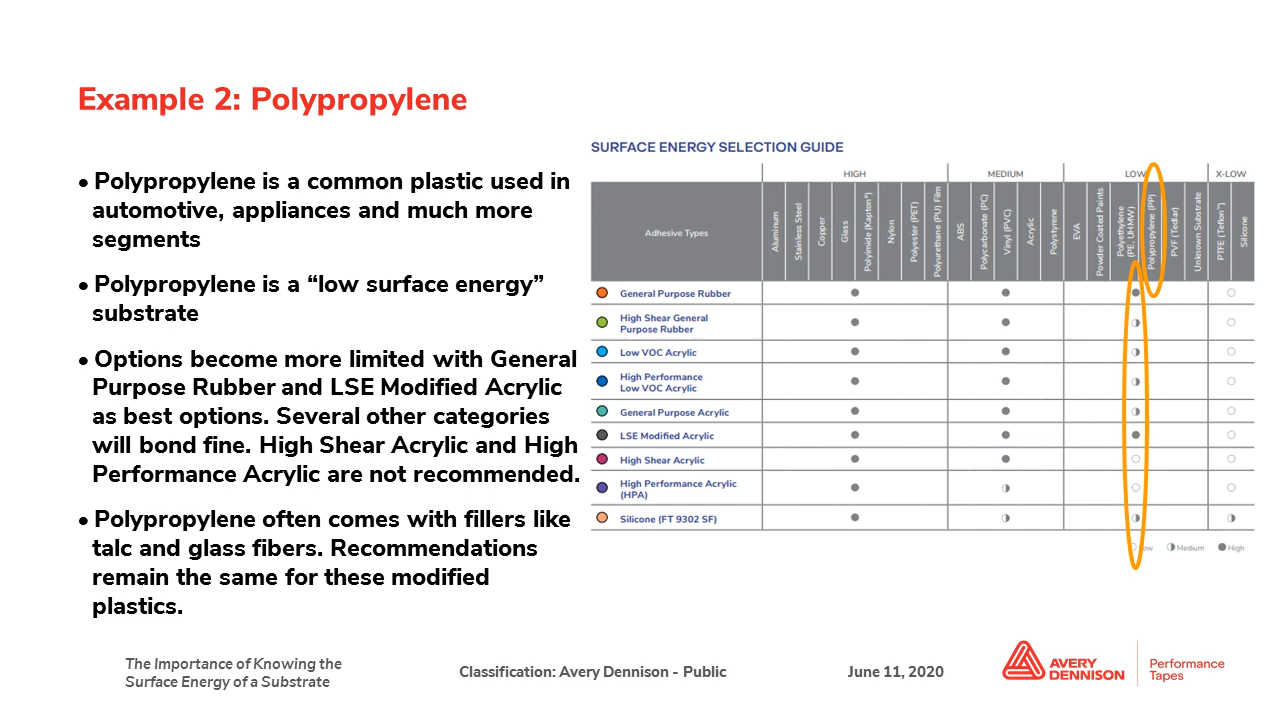 Example 2: Polypropylene
• Polypropylene is a common plastic used in
automotive, appliances and much more
segments
• Polypropylene is a “low surface energy”
substrate
• Options become more limited with General
Purpose Rubber and LSE Modified Acrylic
as best options. Several other categories
will bond fine. High Shear Acrylic and High
Performance Acrylic are not recommended.
• Polypropylene often comes with fillers like
talc and glass fibers. Recommendations
remain the same for these modified
plastics.
SURFACE ENERGY SELECTION GUIDE
HIGH
MEDIUM
LOW
X-LOW
Adhesive Types
Aluminum
Stainless Steel
Copper
Glass
Polyimide (Kapton®)
Nylon
Polyester (PET)
Polyurethane (PU) Film
ABS
Polycarbonate (PC)
Vinyl (PVC)
Acrylic
Polystyrene
EVA
Powder Coated Paints
Polyethylene
(PE, UHMW)
Polypropylene (PP)
PVF (Tedlar)
Unknown Substrate
PTFE (Teflon™)
Silicone
General Purpose Rubber
High Shear General
Purpose Rubber
Low VOC Acrylic
High Performance
Low VOC Acrylic
General Purpose Acrylic
LSE Modified Acrylic
High Shear Acrylic
High Performance Acrylic
(HPA)
Silicone (FT 9302 SF)
Low
Medium
High
The Importance of Knowing the
Surface Energy of a Substrate
Classification: Avery Dennison - Public
June 11, 2020
AVERY
DENNISON
Performance
Tapes